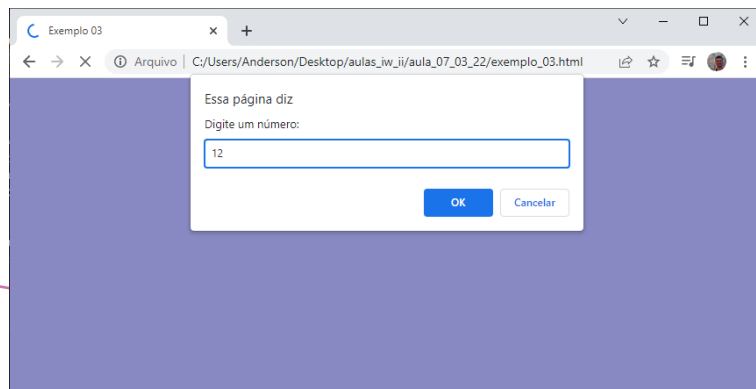 Exemplo 03
Arquivo C:/Users/Anderson/Desktop/aulas_iw_ii/aula_07_03_22/exemplo_03.html
Essa página diz
Digite um número:
12
OK Cancelar